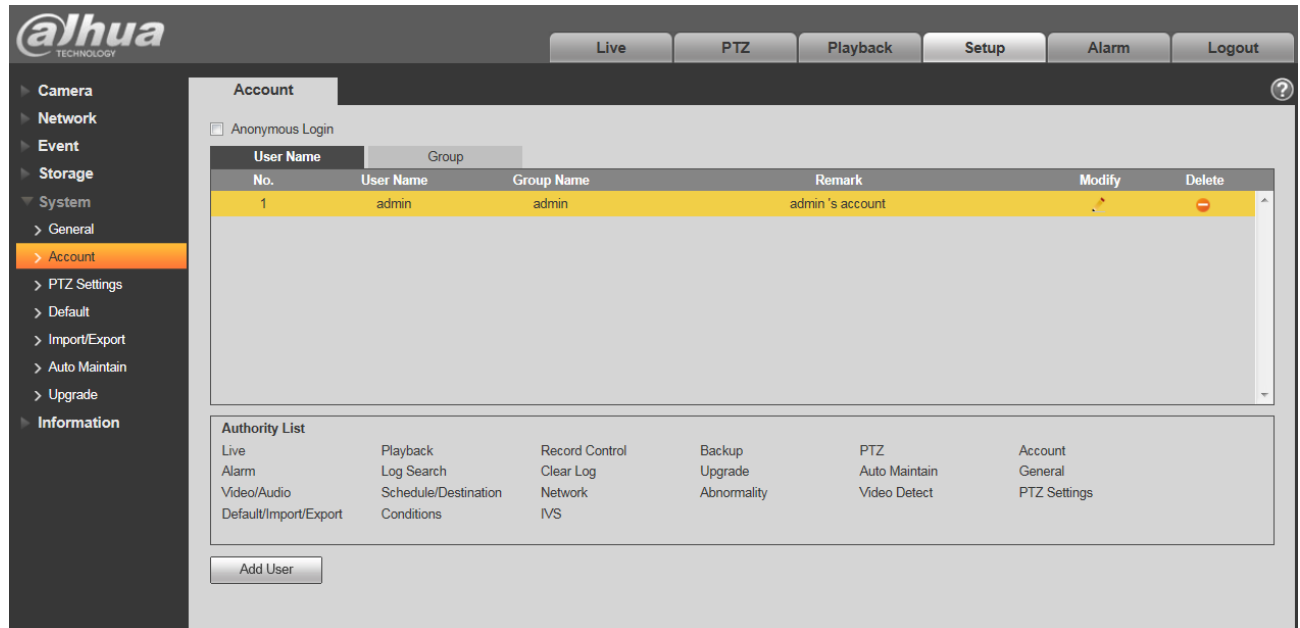 alhua
TECHNOLOGY
Live PTZ Playback Setup Alarm Logout
Camera
Network
Event
Storage
System
General
Account
PTZ Settings
Default
Import/Export
Auto Maintain
Upgrade
Information
Account
?
Anonymous Login
User Name Group
No. User Name Group Name Remark Modify Delete
1 admin admin admin 's account
Authority List
Live Playback Record Control Backup PTZ Account
Alarm Log Search Clear Log Upgrade Auto Maintain General
Video/Audio Schedule/Destination Network Abnormality Video Detect PTZ Settings
Default/Import/Export Conditions IVS
Add User